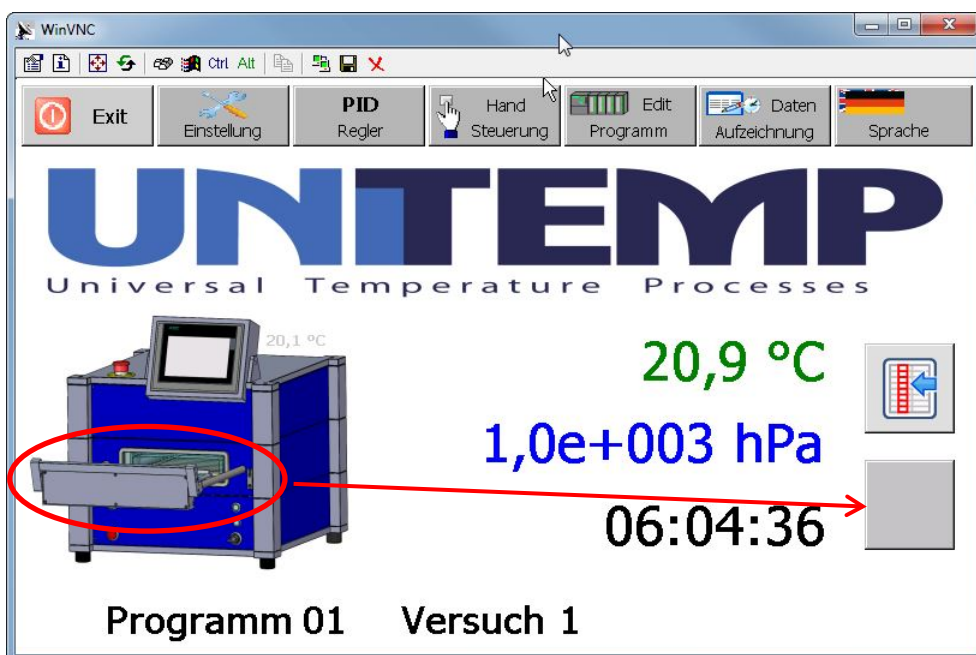 WinVNC
Ctrl Alt
Exit
Einstellung
PID
Regler
Hand
Steuerung
Edit
Programm
Daten
Aufzeichnung
Sprache
UNITEMP
Universal Temperature Processes
20,1 °C
20,9 °C
1,0e+003 hPa
06:04:36
Programm 01 Versuch 1